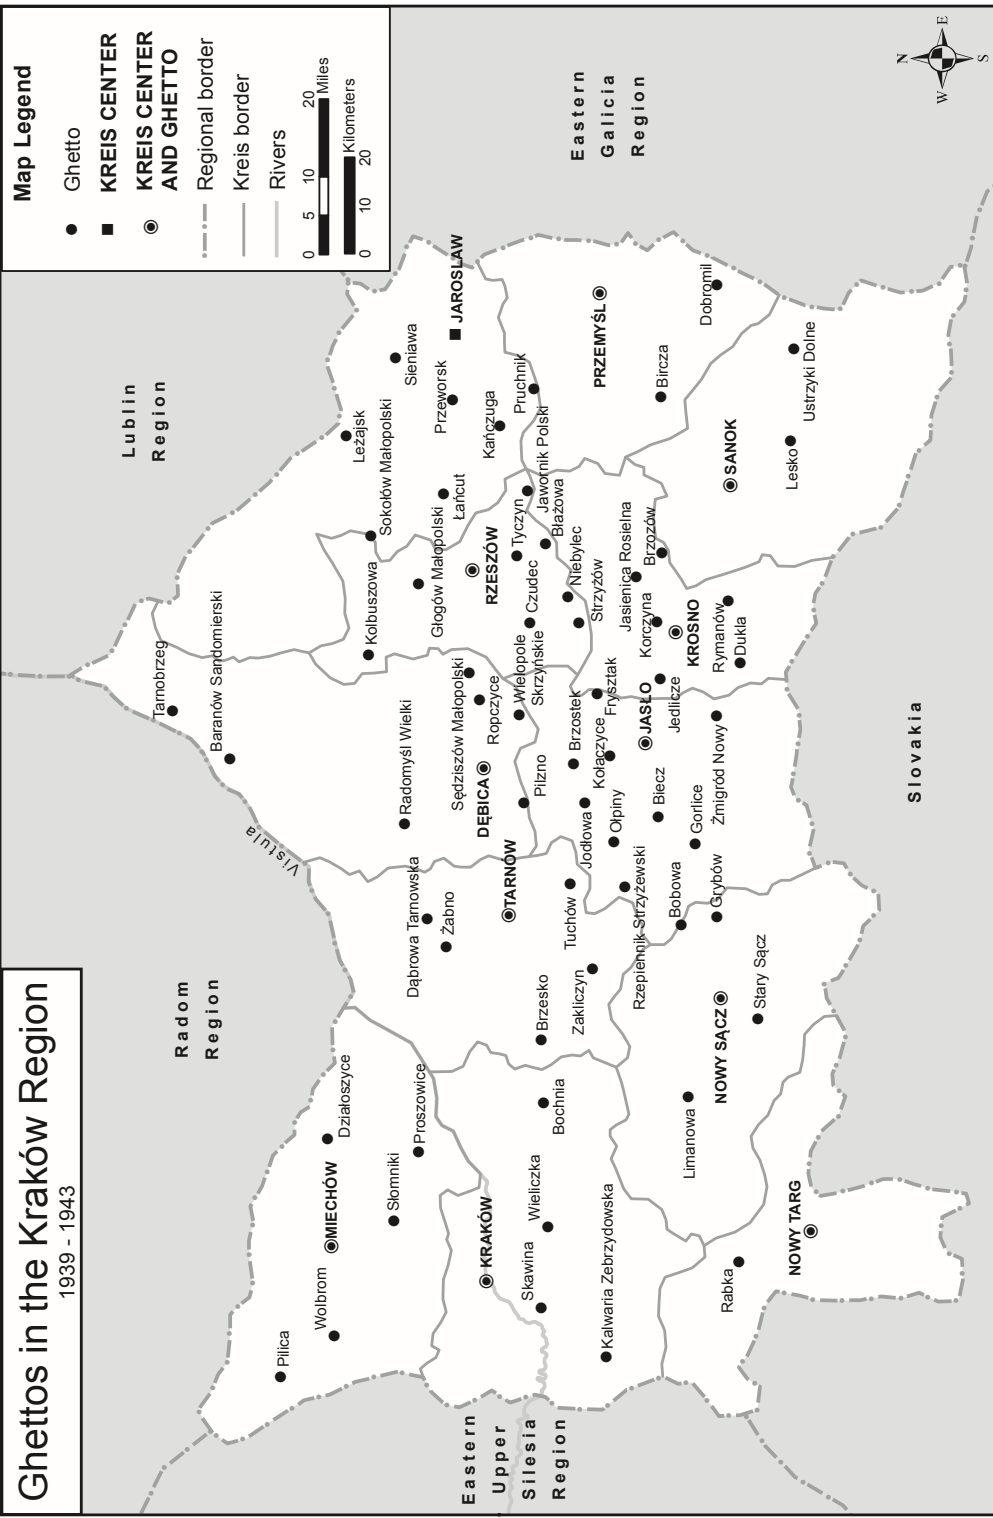 Ghettos in the Kraków Region
1939 - 1943
Map Legend
Ghetto
KREIS CENTER
KREIS CENTER
AND GHETTO
Regional border
Kreis border
Rivers
0 5 10 20
Miles
Kilometers
0 10 20
N
E
S
W
Radom
Region
Lublin
Region
Eastern
Galicia
Region
Eastern
Upper
Silesia
Region
Slovakia
Vistula
Pilica
Wolbrom
MIECHÓW
Działoszyce
Słomniki
Proszowice
KRAKÓW
Skawina
Wieliczka
Bochnia
Kalwaria Zebrzydowska
Rabka
NOWY TARG
Limanowa
NOWY SĄCZ
Stary Sącz
Grybów
Bobowa
Brzesko
Zakliczyn
Dąbrowa Tarnowska
Żabno
TARNÓW
Tuchów
Rzepiennik Strzyżewski
Tarnobrzeg
Baranów Sandomierski
Radomyśl Wielki
Sędziszów Małopolski
Ropczyce
DĘBICA
Wielopole
Skrzyńskie
Pilzno
Brzostek
Kołaczyce
Jodłowa
Ołpiny
Biecz
Gorlice
Żmigród Nowy
JASŁO
Frysztak
Jedlicze
KROSNO
Korczyna
Jasienica Rosielna
Brzozów
Rymanów
Dukla
Kolbuszowa
Sokołów Małopolski
Głogów Małopolski
RZESZÓW
Tyczyn
Czudec
Błażowa
Niebylec
Strzyżów
Jawornik Polski
Leżajsk
Łańcut
Sieniawa
Przeworsk
JAROSLAW
Kańczuga
Pruchnik
PRZEMYŚL
Bircza
Dobromil
SANOK
Lesko
Ustrzyki Dolne